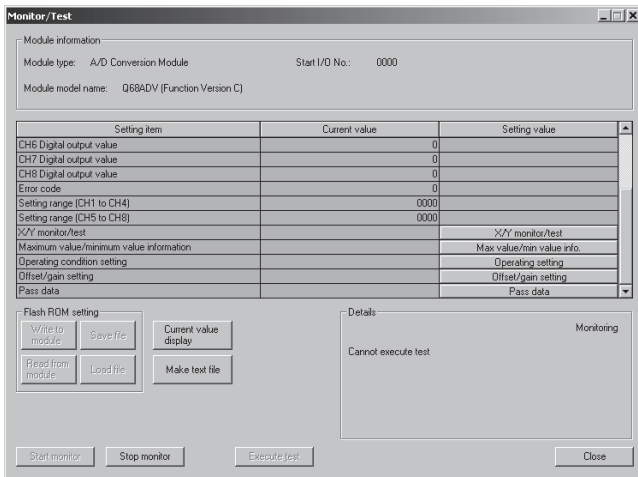 Monitor/Test
Module information
Module type: A/D Conversion Module Start I/O No.: 0000
Module model name: Q68ADV (Function Version C)
Setting item Current value Setting value
CH6 Digital output value 0
CH7 Digital output value 0
CH8 Digital output value 0
Error code 0
Setting range (CH1 to CH4) 0000
Setting range (CH5 to CH8) 0000
X/Y monitor/test X/Y monitor/test
Maximum value/minimum value information Max value/min value info.
Operating condition setting Operating setting
Offset/gain setting Offset/gain setting
Pass data Pass data
Flash ROM setting
Write to module
Save file
Current value display
Read from module
Load file
Make text file
Details
Monitoring
Cannot execute test
Start monitor Stop monitor Execute test Close